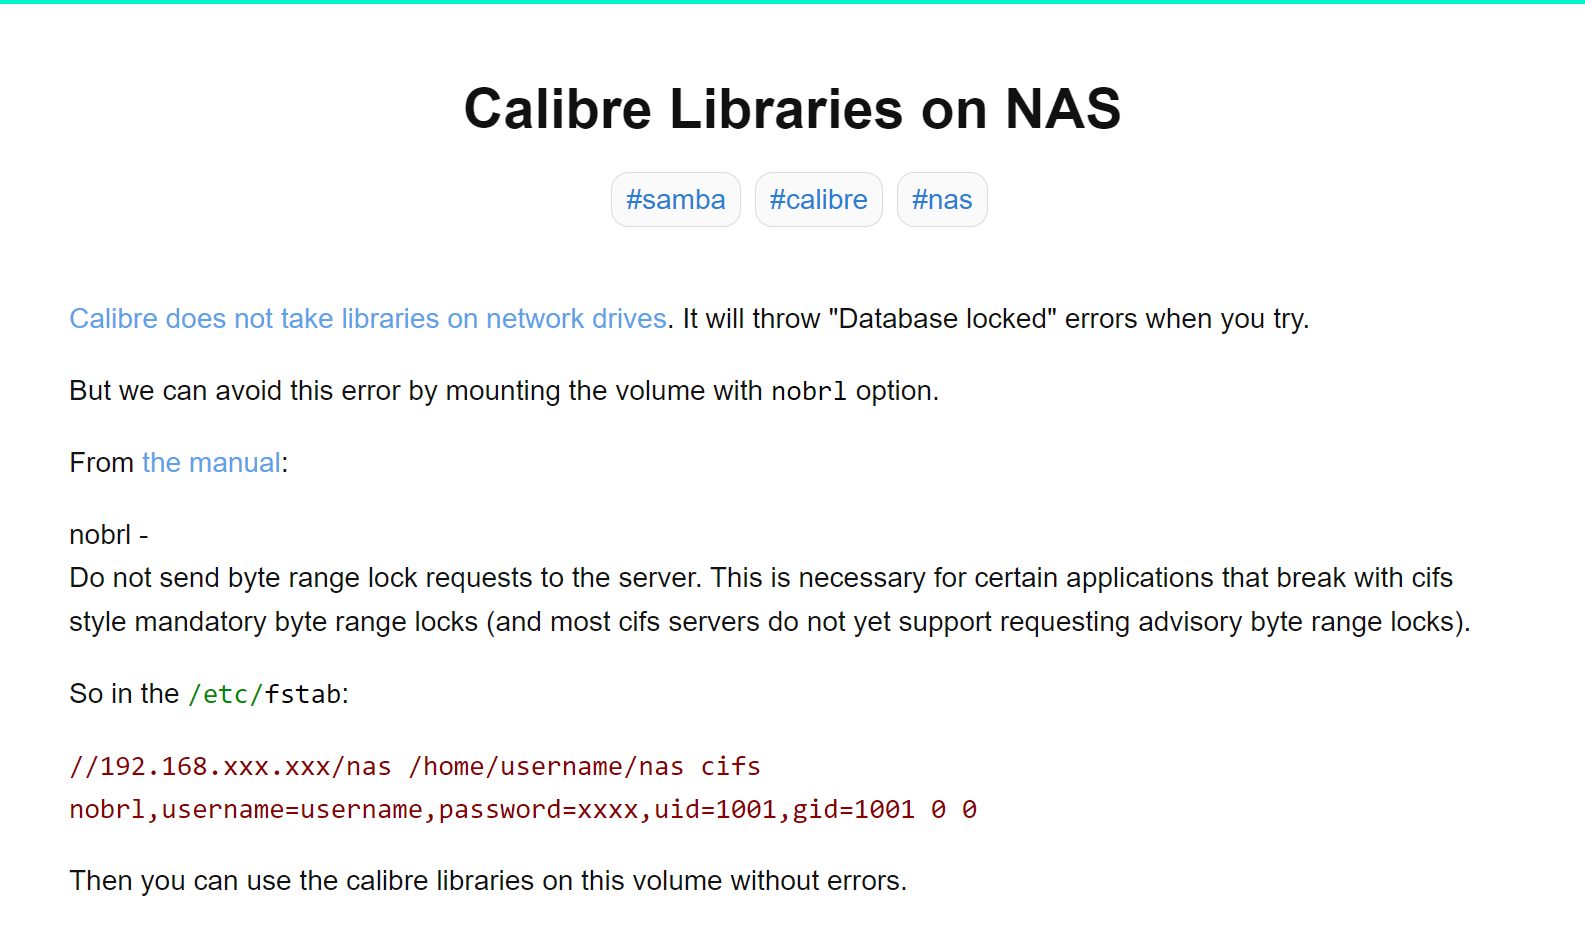 Calibre Libraries on NAS
#samba #calibre #nas
Calibre does not take libraries on network drives. It will throw "Database locked" errors when you try.
But we can avoid this error by mounting the volume with nobrl option.
From the manual:
nobrl -
Do not send byte range lock requests to the server. This is necessary for certain applications that break with cifs
style mandatory byte range locks (and most cifs servers do not yet support requesting advisory byte range locks).
So in the /etc/fstab:
//192.168.xxx.xxx/nas /home/username/nas cifs
nobrl,username=username,password=xxxx,uid=1001,gid=1001 0 0
Then you can use the calibre libraries on this volume without errors.